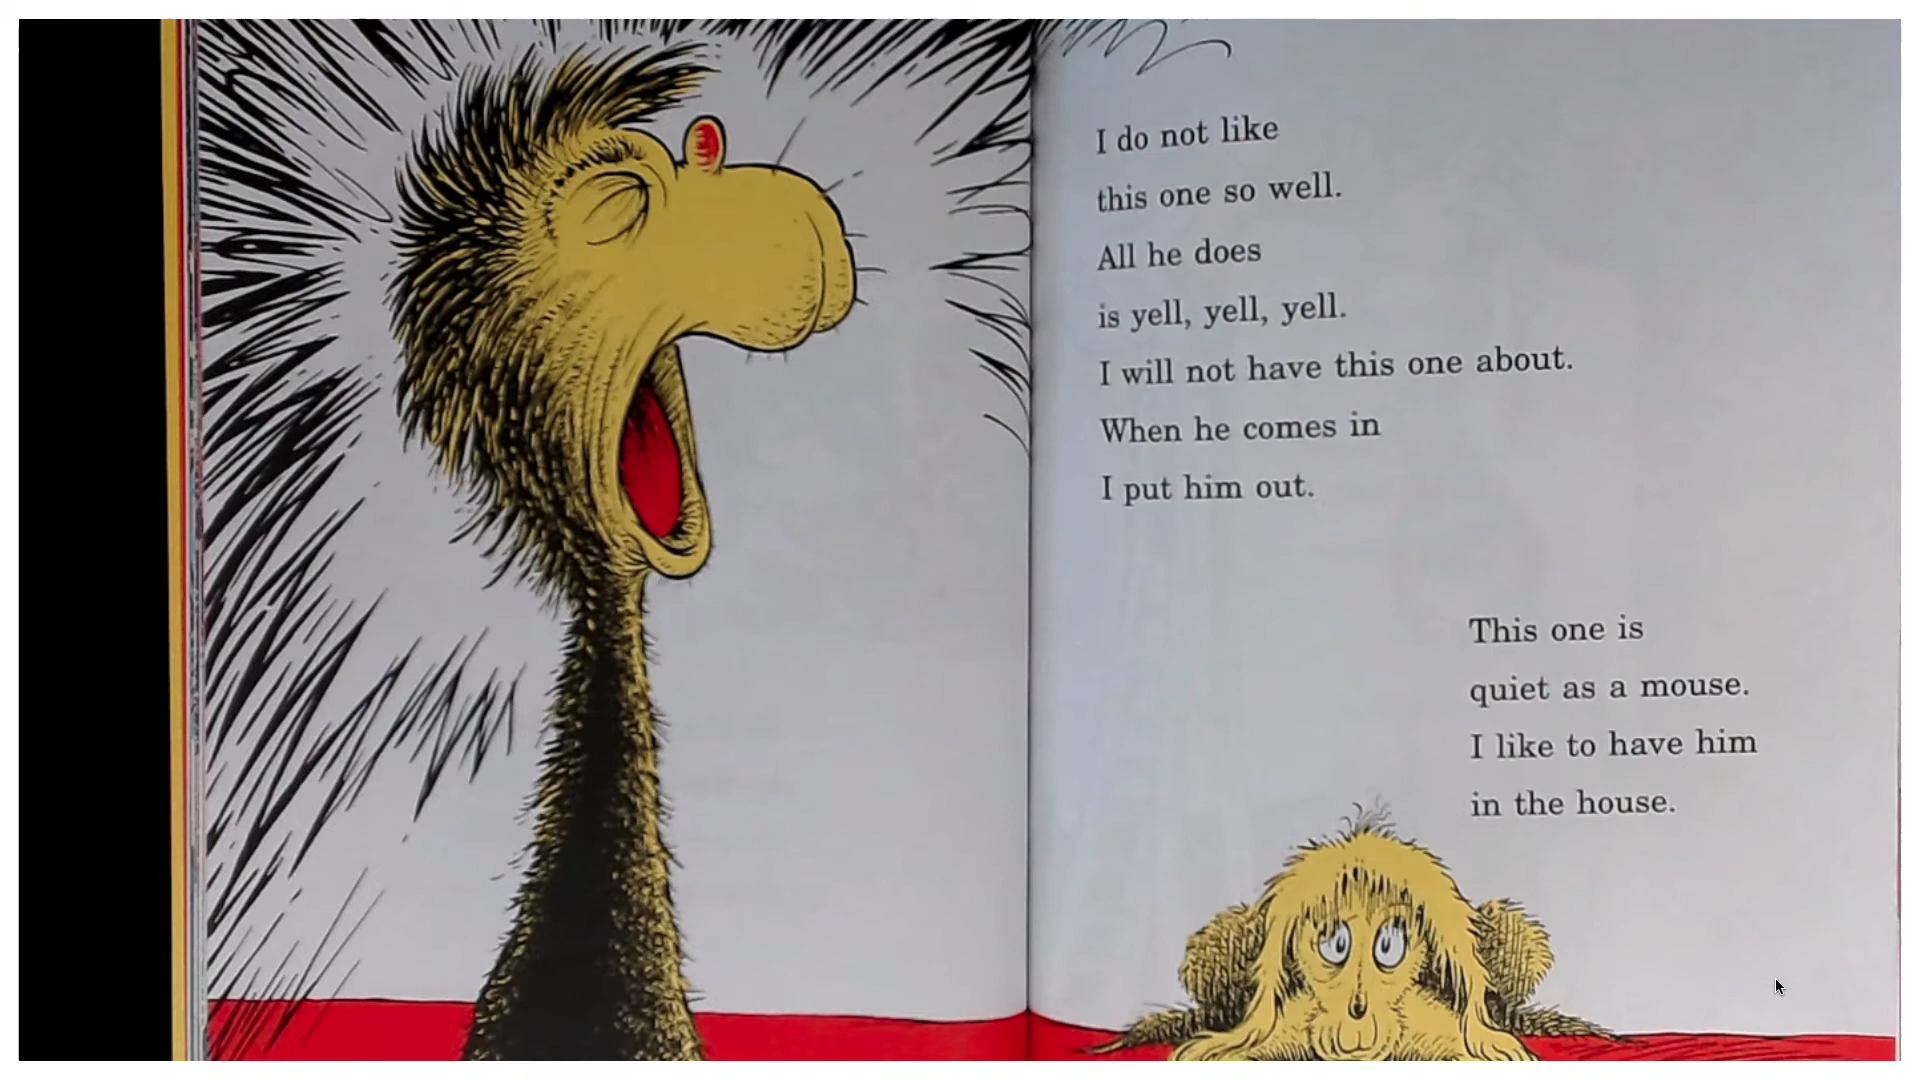 I do not like
this one so well.
All he does
is yell, yell, yell.
I will not have this one about.
When he comes in
I put him out.
This one is
quiet as a mouse.
I like to have him
in the house.